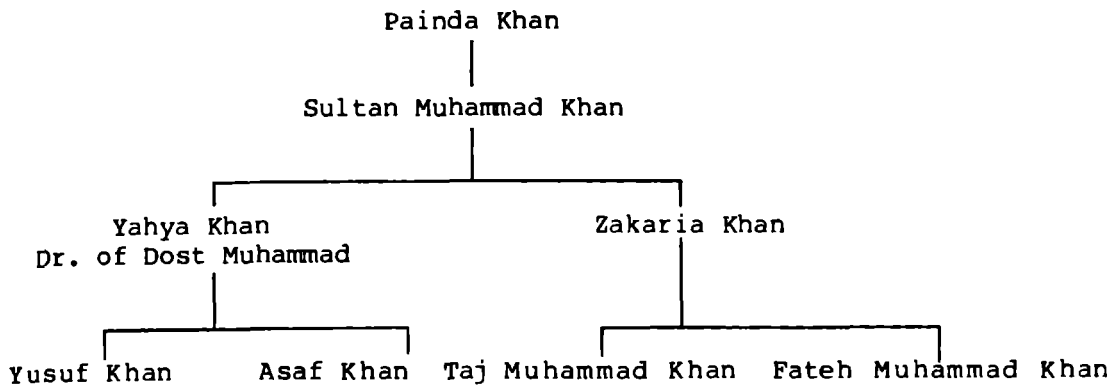 Painda Khan
Sultan Muhammad Khan
Yahya Khan
Dr. of Dost Muhammad
Zakaria Khan
Yusuf Khan
Asaf Khan
Taj Muhammad Khan
Fateh Muhammad Khan